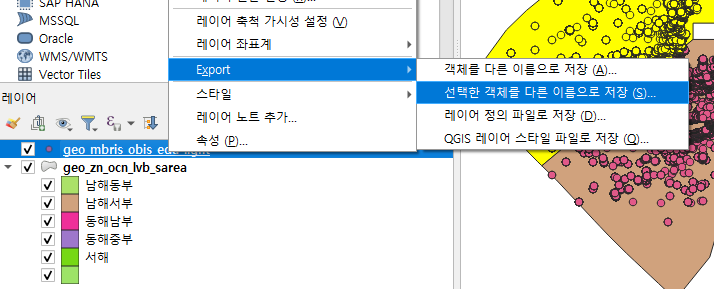 SAP HANA
MSSQL
Oracle
WMS/WMTS
Vector Tiles
레이어 축척 가시성 설정 (V)
레이어 좌표계
Export
스타일
레이어 노트 추가...
속성 (P)...
객체를 다른 이름으로 저장 (A)...
선택한 객체를 다른 이름으로 저장 (S)...
레이어 정의 파일로 저장 (D)...
QGIS 레이어 스타일 파일로 저장 (Q)...
레이어
geo_mbris_obis_edu_light
geo_zn_ocn_lvb_sarea
남해동부
남해서부
동해남부
동해중부
서해